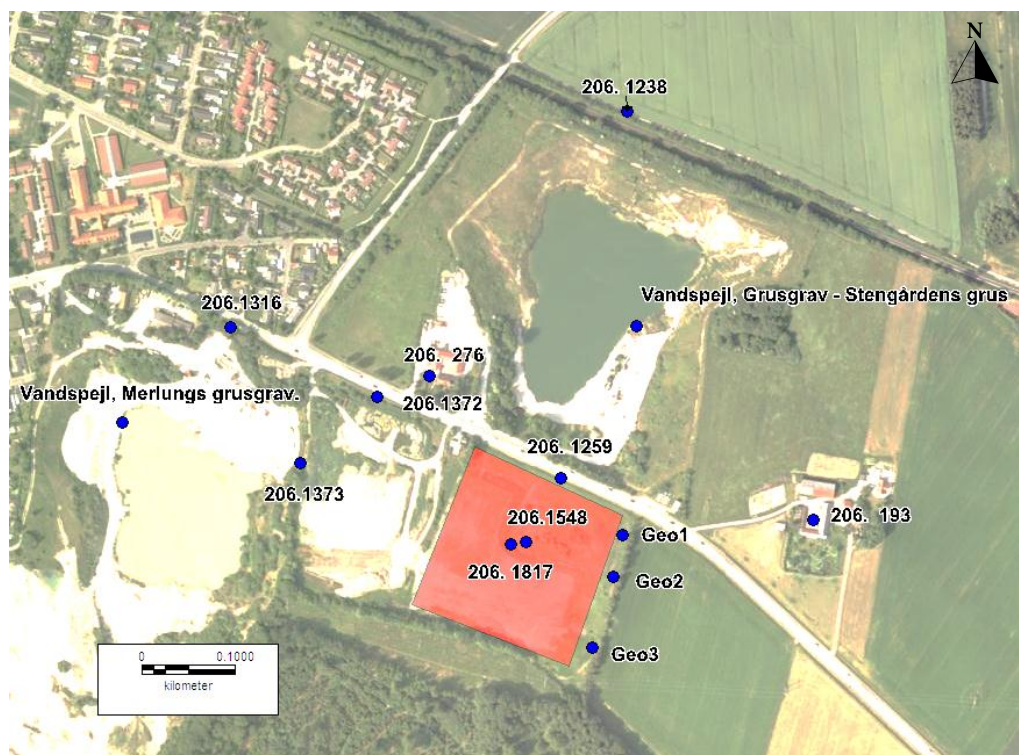 N
206. 1238
Vandspejl, Grusgrav - Stengårdens grus
206.1316
206. 276
Vandspejl, Merlungs grusgrav.
206.1372
206. 1259
206.1373
206.1548
206. 193
Geo1
206. 1817
Geo2
Geo3
0 0.1000
kilometer